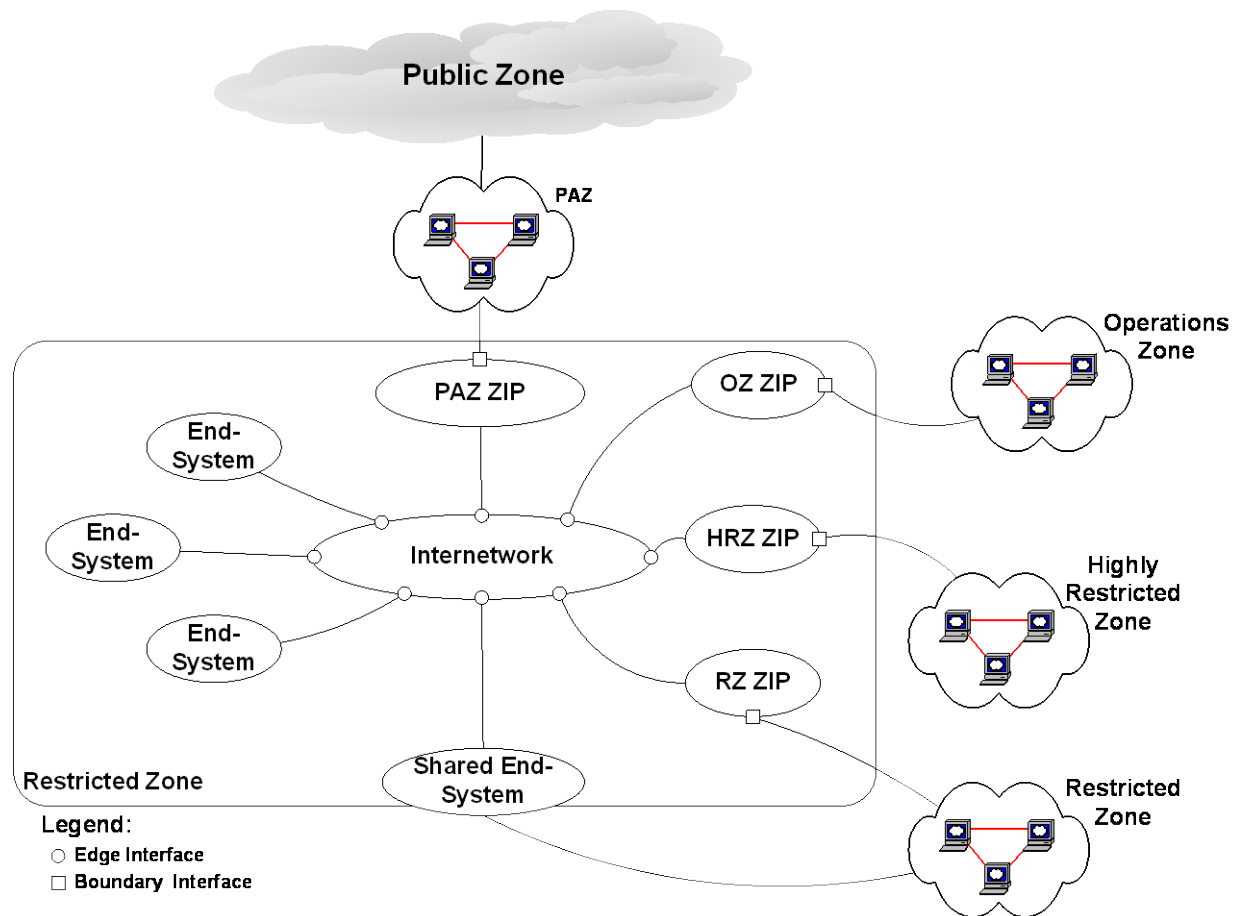 Public Zone
PAZ
Operations
Zone
PAZ ZIP
OZ ZIP
End-
System
End-
System
Internetwork
HRZ ZIP
Highly
Restricted
Zone
End-
System
RZ ZIP
Shared End-
System
Restricted Zone
Restricted
Zone
Legend:
Edge Interface
Boundary Interface